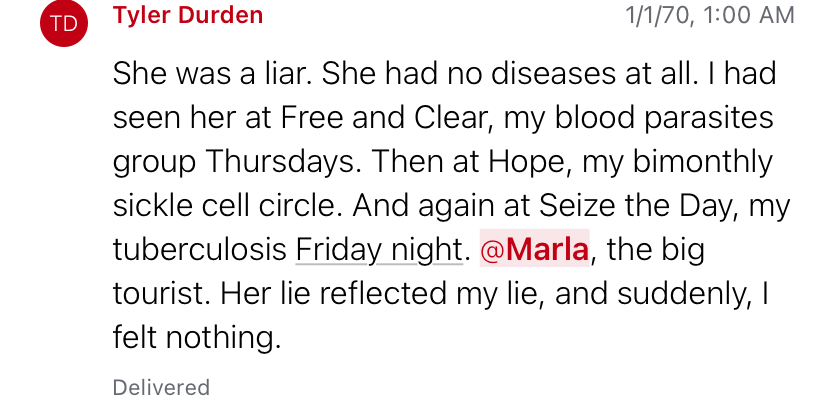 TD
Tyler Durden
1/1/70, 1:00 AM
She was a liar. She had no diseases at all. I had
seen her at Free and Clear, my blood parasites
group Thursdays. Then at Hope, my bimonthly
sickle cell circle. And again at Seize the Day, my
tuberculosis Friday night. @Marla, the big
tourist. Her lie reflected my lie, and suddenly, I
felt nothing.
Delivered